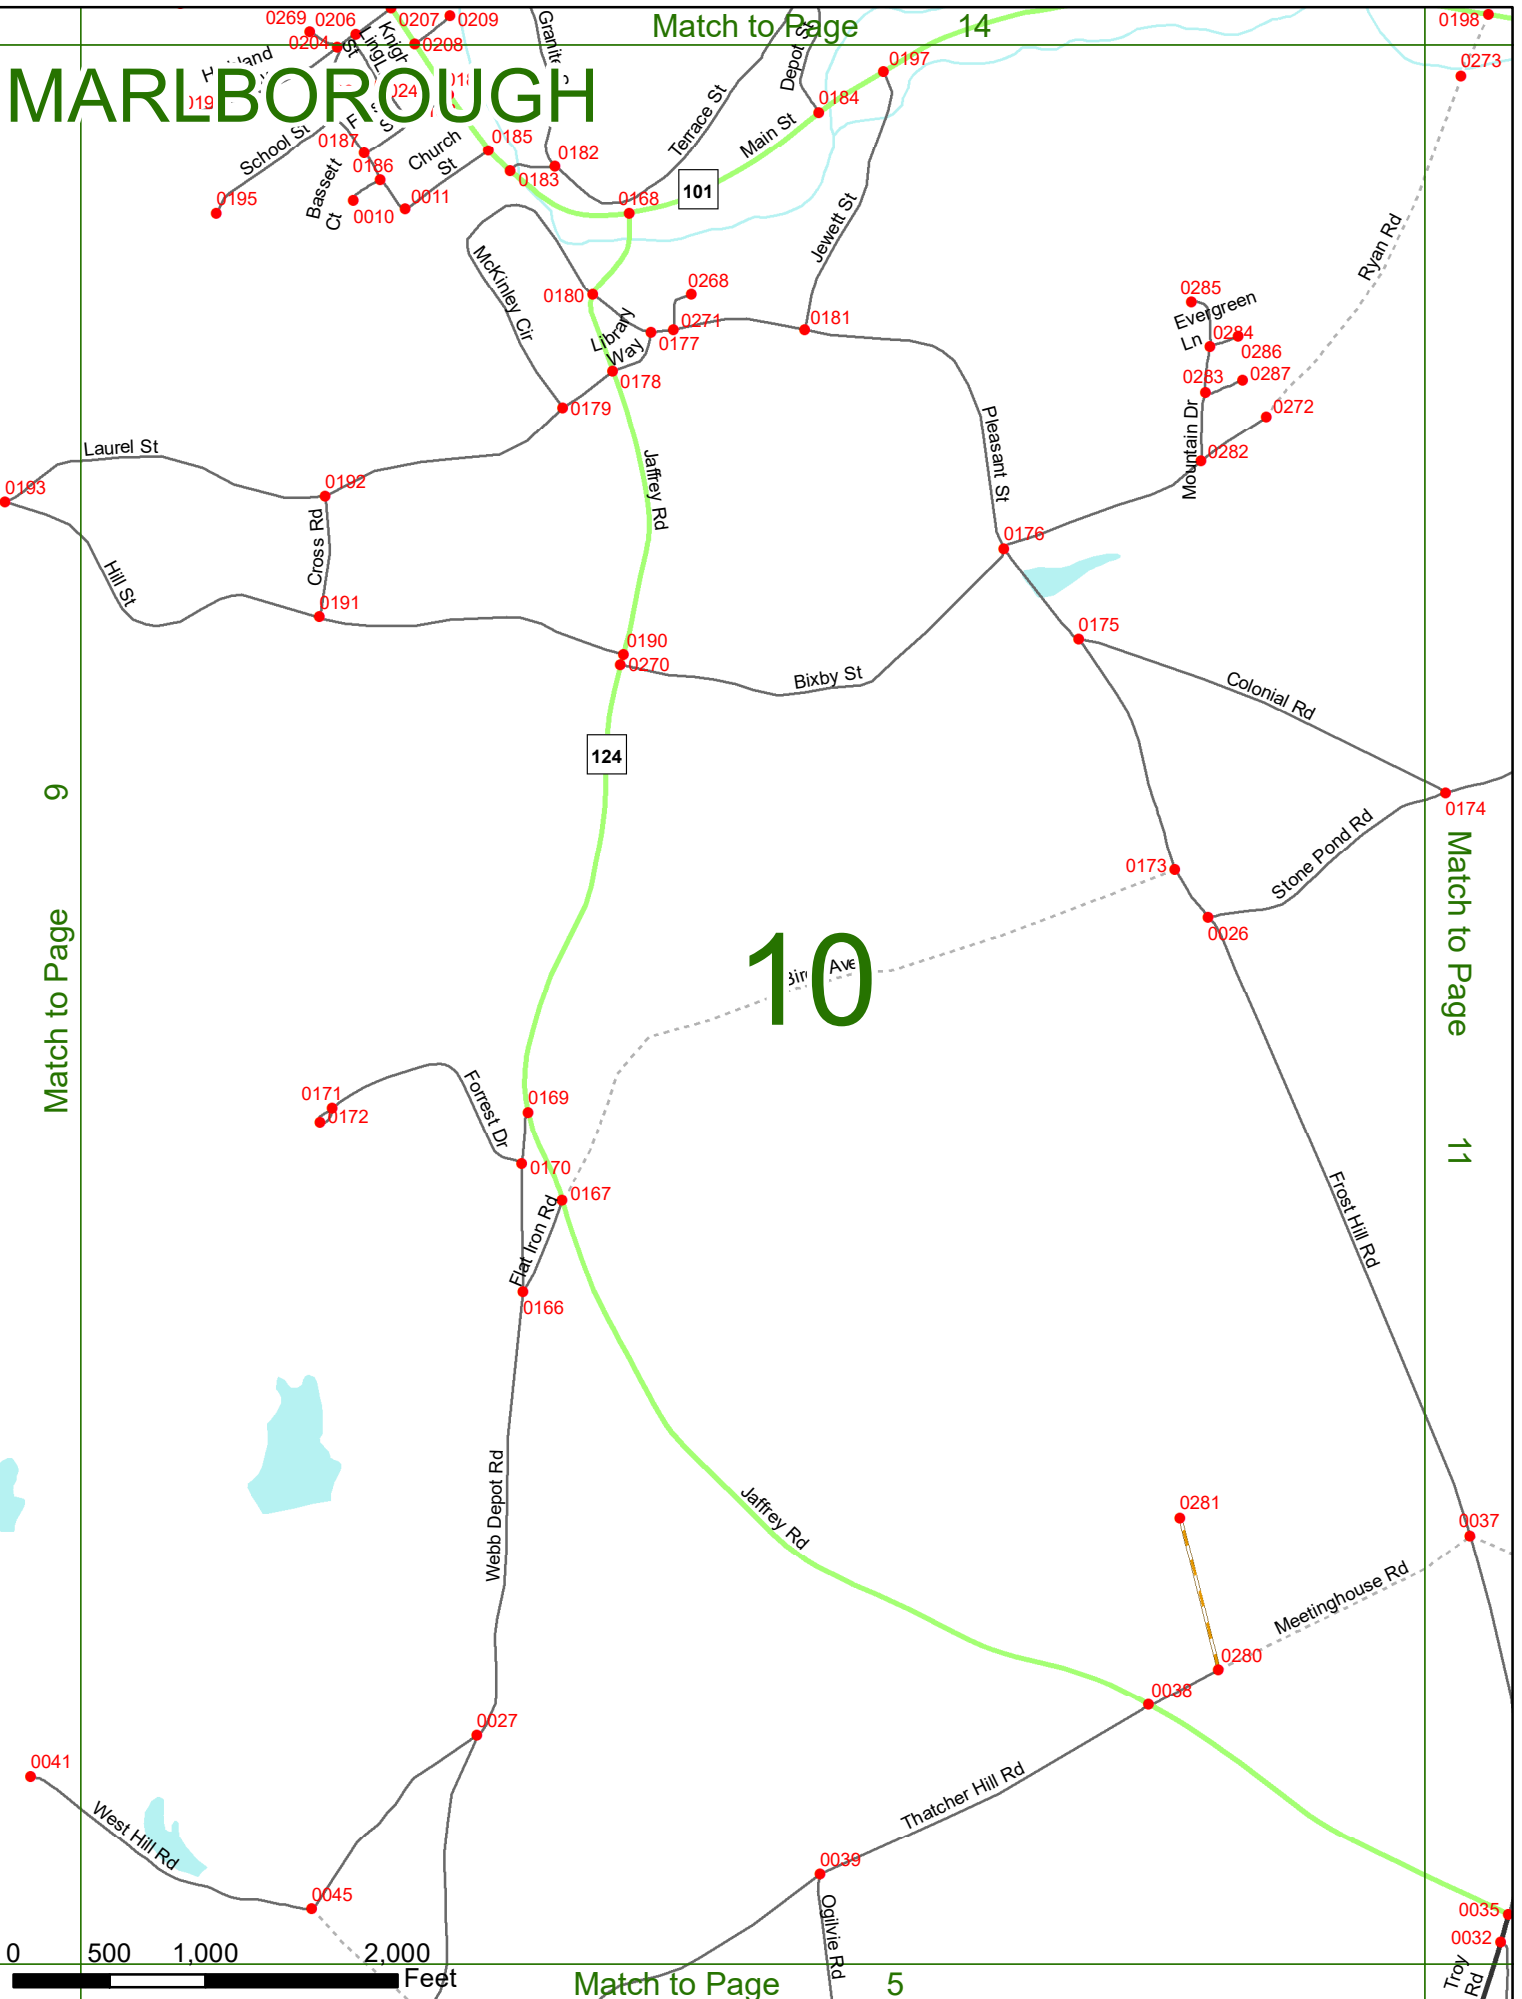 Match to Page 14
MARLBOROUGH
0269
0206
0207
0209
0204
0208
0198
0273
0197
0184
Depot St
Terrace St
Main St
School St
0187
0186
0185
0182
0183
Church
St
Bassett
Ct
0195
0010
0011
0168
101
Jewett St
Ryan Rd
McKinley Cir
0180
0268
0271
0177
0181
Library
Way
0178
0179
0285
Evergreen
Ln
0284
0286
0283
0287
0272
Mountain Dr
0282
Laurel St
0193
0192
Cross Rd
Hill St
0191
Jaffrey Rd
Pleasant St
0176
0190
0270
Bixby St
0175
Colonial Rd
124
0174
Stone Pond Rd
0173
0026
Match to Page 9
Match to Page 11
10
Ave
0171
0172
Forrest Dr
0169
0170
0167
Flat Iron Rd
0166
Frost Hill Rd
Webb Depot Rd
Jaffrey Rd
0281
0037
Meetinghouse Rd
0280
0038
0027
0041
West Hill Rd
Thatcher Hill Rd
0039
0045
Ogilvie Rd
0035
0032
Troy
Rd
0 500 1,000 2,000
Feet
Match to Page 5